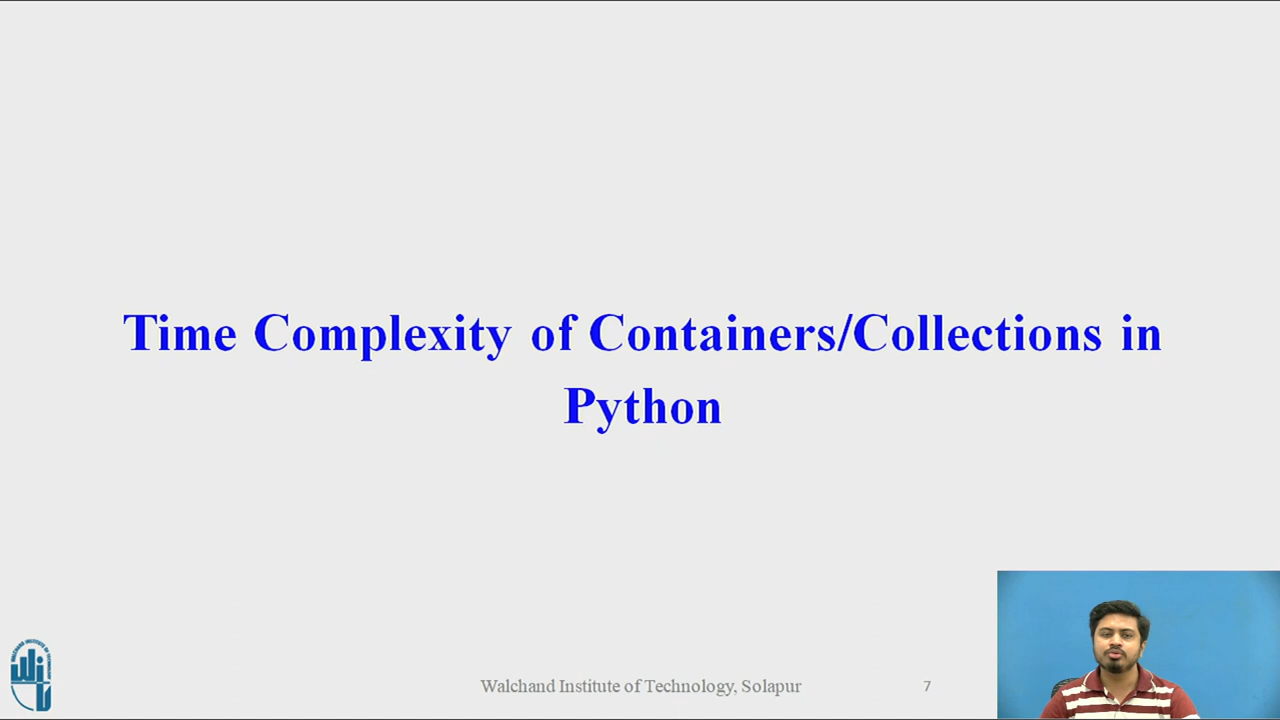 Time Complexity of Containers/Collections in
Python
Walchand Institute of Technology, Solapur
7